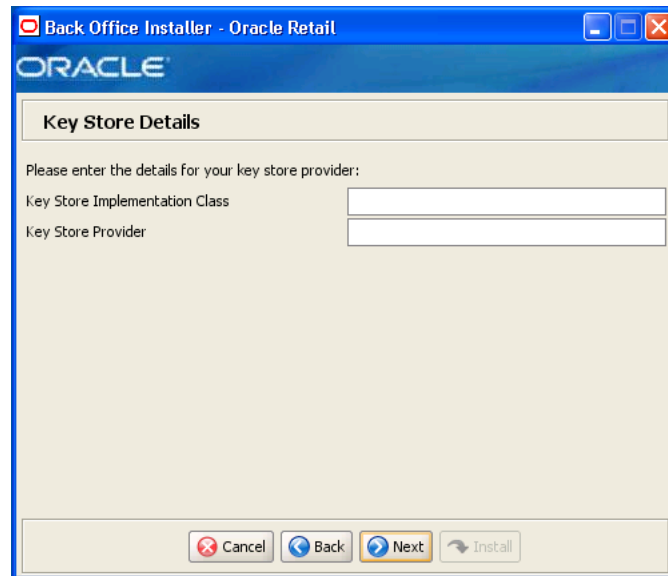 Back Office Installer - Oracle Retail
ORACLE
Key Store Details
Please enter the details for your key store provider:
Key Store Implementation Class
Key Store Provider
Cancel Back Next Install